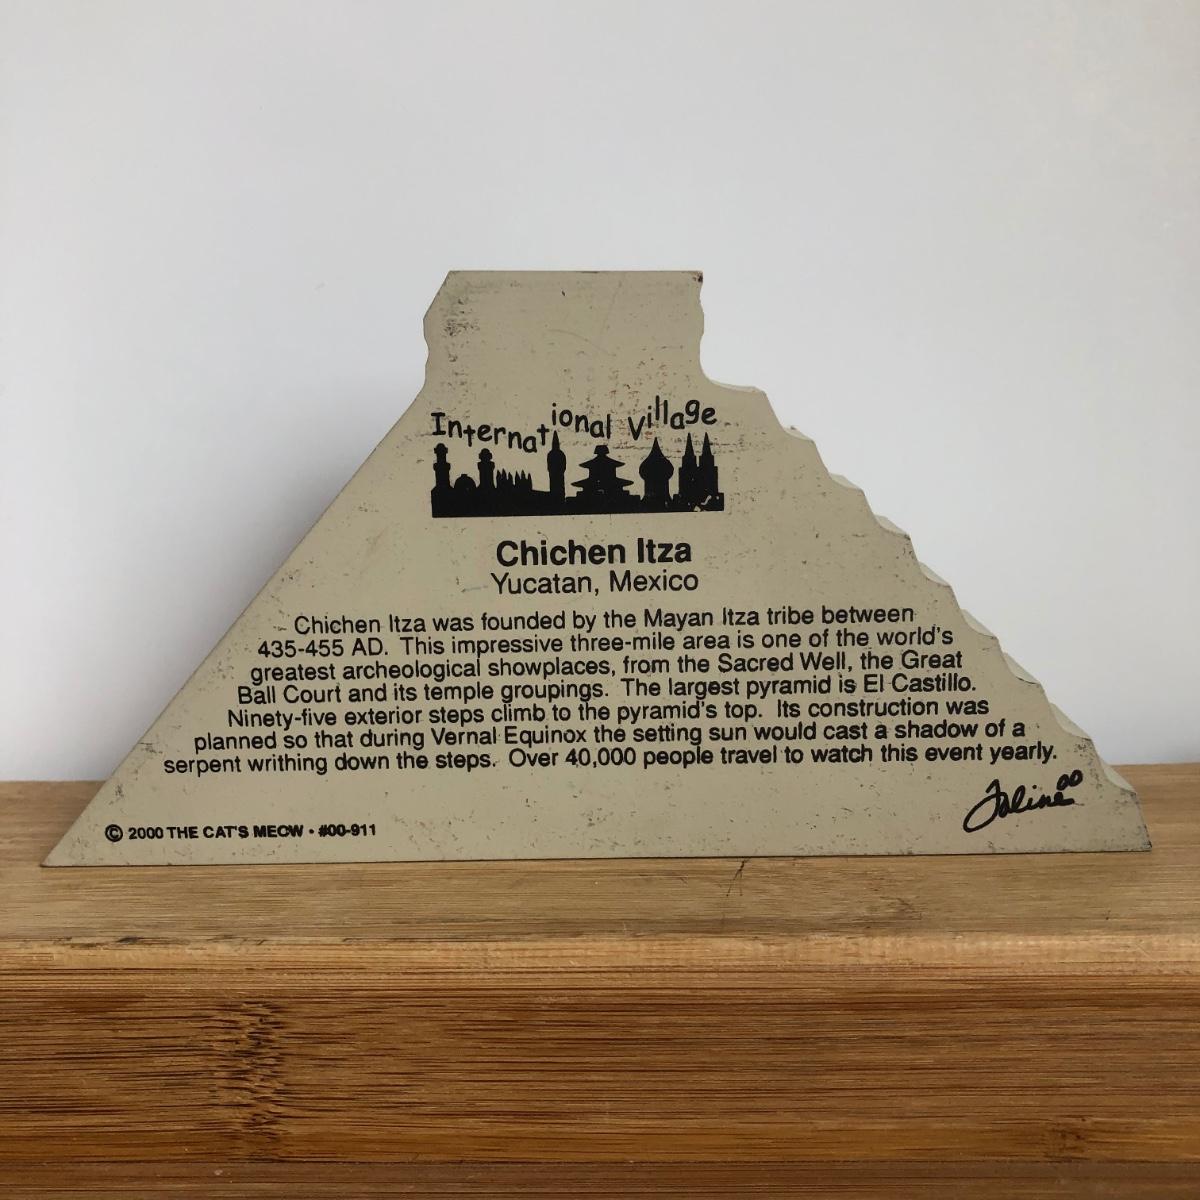 International Village
Chichen Itza
Yucatan, Mexico
Chichen Itza was founded by the Mayan Itza tribe between
435-455 AD. This impressive three-mile area is one of the world's
greatest archeological showplaces, from the Sacred Well, the Great
Ball Court and its temple groupings. The largest pyramid is El Castillo.
Ninety-five exterior steps climb to the pyramid's top. Its construction was
planned so that during Vernal Equinox the setting sun would cast a shadow of a
serpent writhing down the steps. Over 40,000 people travel to watch this event yearly.
Faline 00
© 2000 THE CAT'S MEOW • #00-911